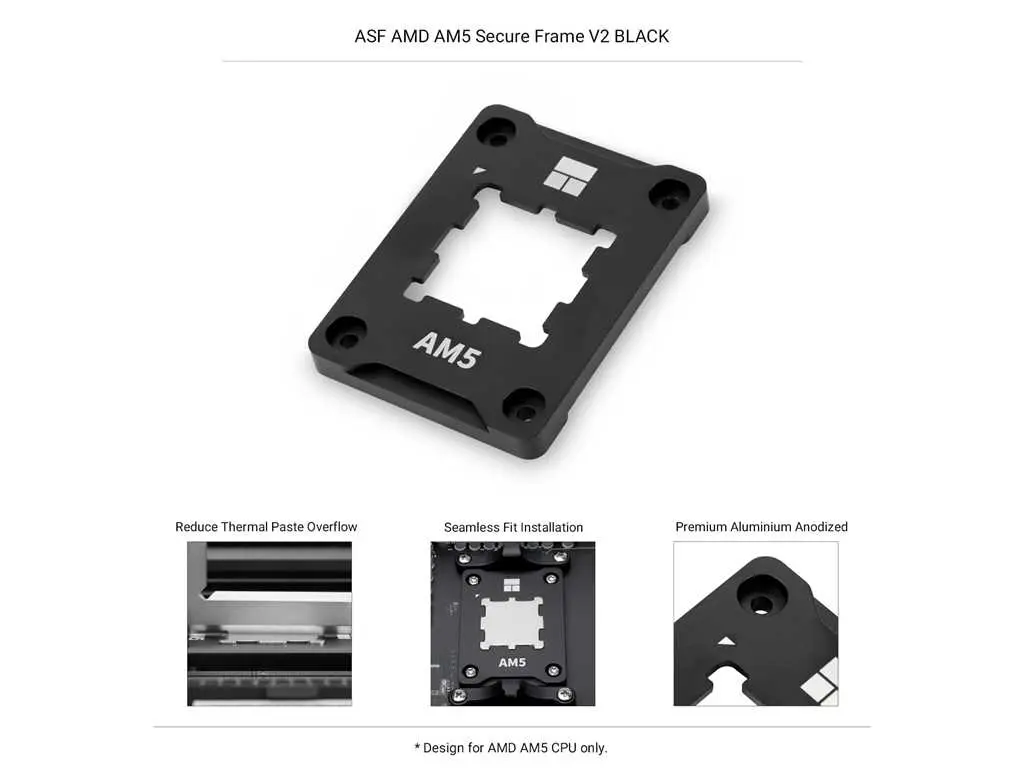 ASF AMD AM5 Secure Frame V2 BLACK
AM5
Reduce Thermal Paste Overflow
Seamless Fit Installation
Premium Aluminium Anodized
AM5
* Design for AMD AM5 CPU only.